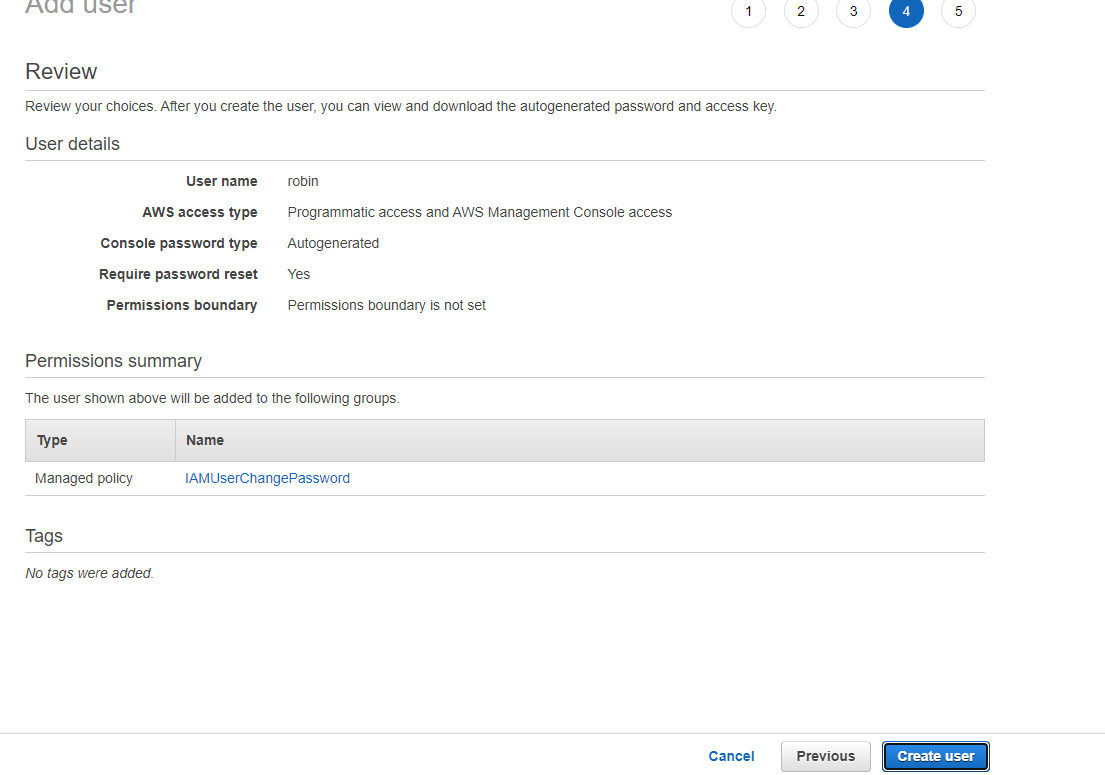 Add user
1 2 3 4 5
Review
Review your choices. After you create the user, you can view and download the autogenerated password and access key.
User details
User name robin
AWS access type Programmatic access and AWS Management Console access
Console password type Autogenerated
Require password reset Yes
Permissions boundary Permissions boundary is not set
Permissions summary
The user shown above will be added to the following groups.
Type Name
Managed policy IAMUserChangePassword
Tags
No tags were added.
Cancel Previous Create user